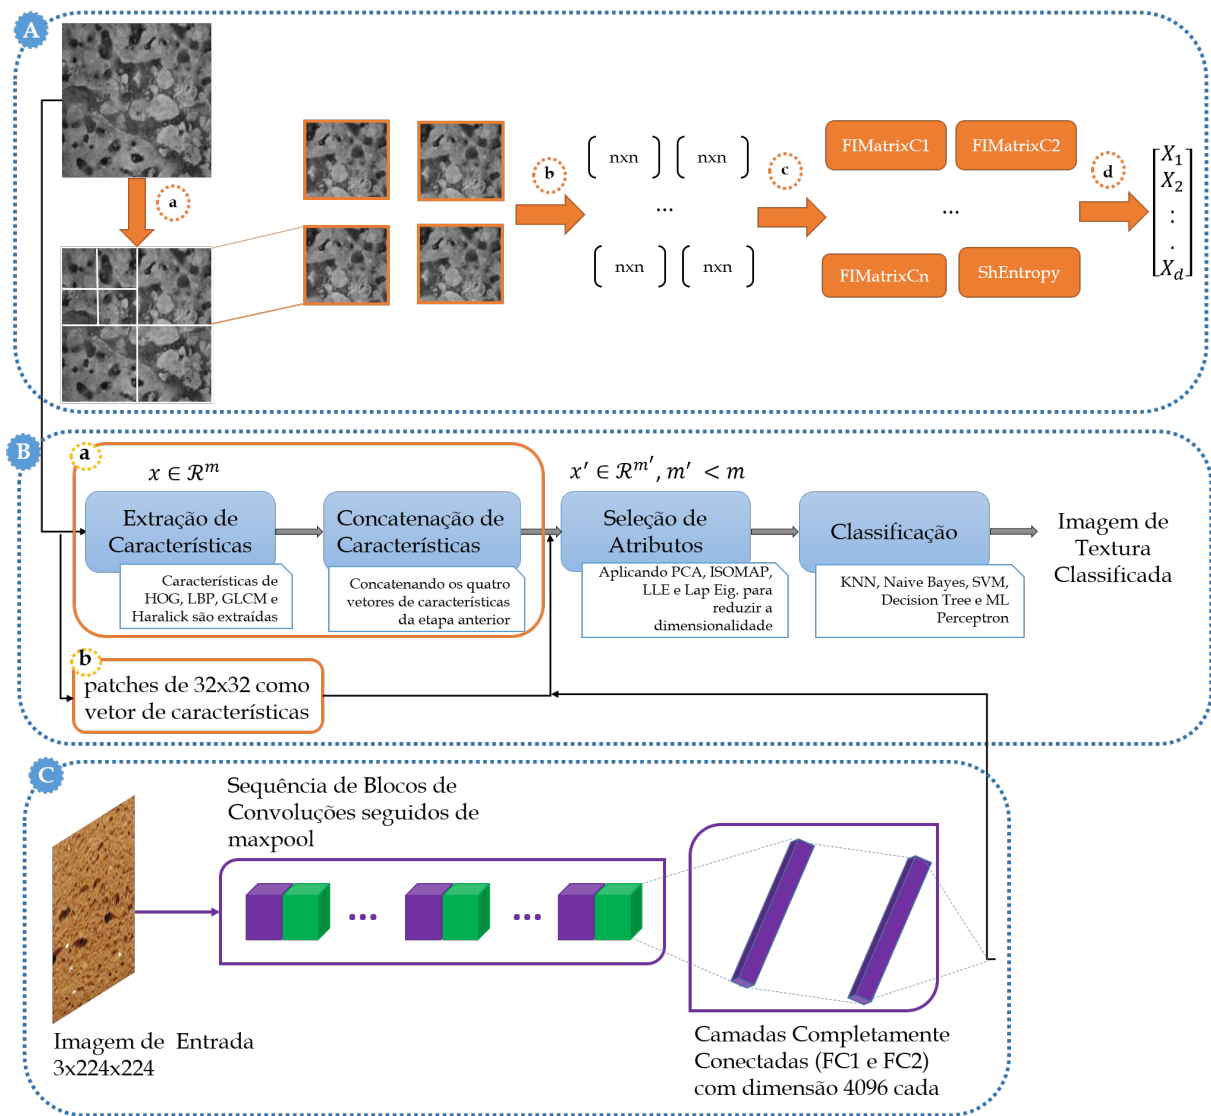 A
a
b
c
d
nxn
nxn
...
nxn
nxn
FIMatrixC1
FIMatrixC2
...
FIMatrixCn
ShEntropy
X_1
X_2
:
.
X_d
B
a
x ∈ ℛ^m
x′ ∈ ℛ^m′, m′ < m
Extração de
Características
Características de
HOG, LBP, GLCM e
Haralick são extraídas
Concatenação de
Características
Concatenando os quatro
vetores de características
da etapa anterior
Seleção de
Atributos
Aplicando PCA, ISOMAP,
LLE e Lap Eig. para
reduzir a
dimensionalidade
Classificação
KNN, Naive Bayes, SVM,
Decision Tree e ML
Perceptron
Imagem de
Textura
Classificada
b
patches de 32x32 como
vetor de características
C
Sequência de Blocos de
Convoluções seguidos de
maxpool
...
...
Imagem de Entrada
3x224x224
Camadas Completamente
Conectadas (FC1 e FC2)
com dimensão 4096 cada